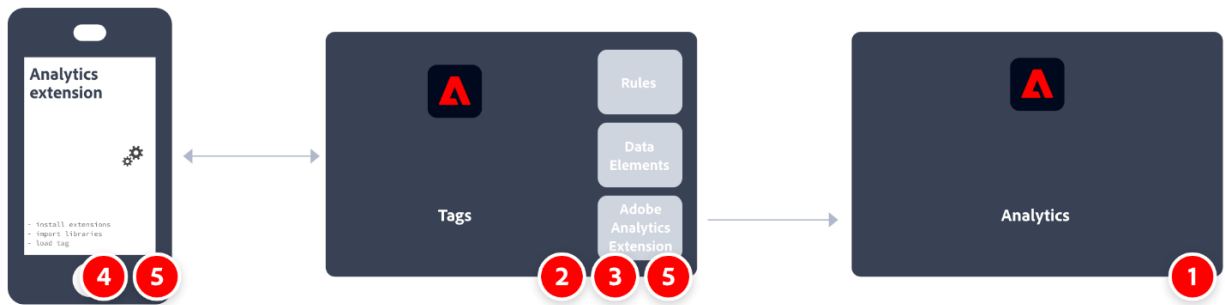 Analytics
extension
- install extensions
- import libraries
- load tag
4
5
Tags
Rules
Data
Elements
Adobe
Analytics
Extension
2
3
5
Analytics
1